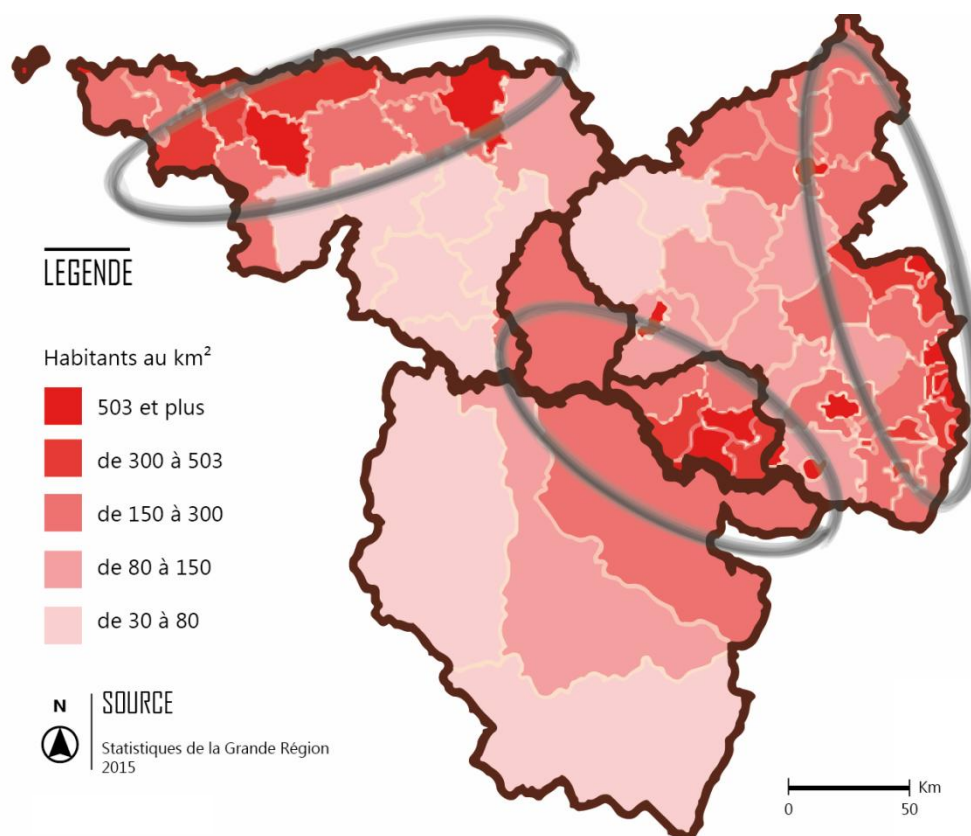 LEGENDE
Habitants au km²
503 et plus
de 300 à 503
de 150 à 300
de 80 à 150
de 30 à 80
N
SOURCE
Statistiques de la Grande Région
2015
Km
0 50